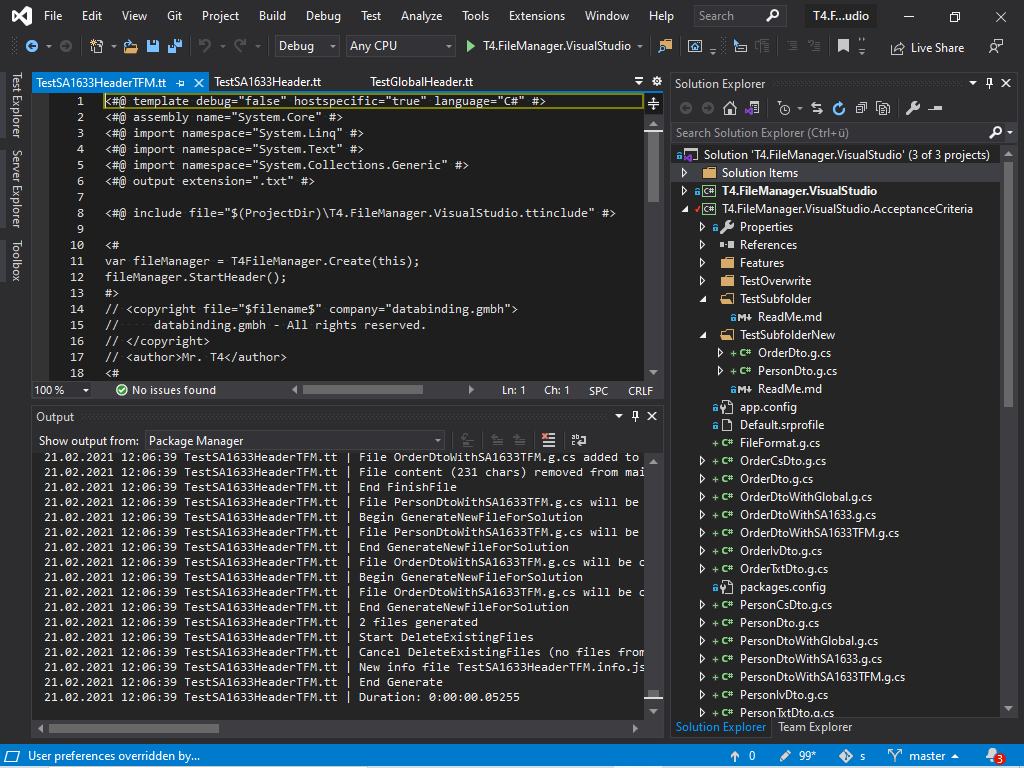 File Edit View Git Project Build Debug Test Analyze Tools Extensions Window Help Search T4.F...udio
Debug Any CPU T4.FileManager.VisualStudio Live Share
Test Explorer
Server Explorer
Toolbox
TestSA1633HeaderTFM.tt TestSA1633Header.tt TestGlobalHeader.tt
1 <#@ template debug="false" hostspecific="true" language="C#" #>
2 <#@ assembly name="System.Core" #>
3 <#@ import namespace="System.Linq" #>
4 <#@ import namespace="System.Text" #>
5 <#@ import namespace="System.Collections.Generic" #>
6 <#@ output extension=".txt" #>
7
8 <#@ include file="$(ProjectDir)\T4.FileManager.VisualStudio.ttinclude" #>
9
10 <#
11 var fileManager = T4FileManager.Create(this);
12 fileManager.StartHeader();
13 #>
14 // <copyright file="$filename$" company="databinding.gmbh">
15 //     databinding.gmbh - All rights reserved.
16 // </copyright>
17 // <author>Mr. T4</author>
18 <#
100 % No issues found Ln: 1 Ch: 1 SPC CRLF
Output
Show output from: Package Manager
21.02.2021 12:06:39 TestSA1633HeaderTFM.tt | File OrderDtoWithSA1633TFM.g.cs added to
21.02.2021 12:06:39 TestSA1633HeaderTFM.tt | File content (231 chars) removed from mai
21.02.2021 12:06:39 TestSA1633HeaderTFM.tt | End FinishFile
21.02.2021 12:06:39 TestSA1633HeaderTFM.tt | File PersonDtoWithSA1633TFM.g.cs will be
21.02.2021 12:06:39 TestSA1633HeaderTFM.tt | Begin GenerateNewFileForSolution
21.02.2021 12:06:39 TestSA1633HeaderTFM.tt | File PersonDtoWithSA1633TFM.g.cs will be
21.02.2021 12:06:39 TestSA1633HeaderTFM.tt | End GenerateNewFileForSolution
21.02.2021 12:06:39 TestSA1633HeaderTFM.tt | File OrderDtoWithSA1633TFM.g.cs will be c
21.02.2021 12:06:39 TestSA1633HeaderTFM.tt | Begin GenerateNewFileForSolution
21.02.2021 12:06:39 TestSA1633HeaderTFM.tt | File OrderDtoWithSA1633TFM.g.cs will be c
21.02.2021 12:06:39 TestSA1633HeaderTFM.tt | End GenerateNewFileForSolution
21.02.2021 12:06:39 TestSA1633HeaderTFM.tt | 2 files generated
21.02.2021 12:06:39 TestSA1633HeaderTFM.tt | Start DeleteExistingFiles
21.02.2021 12:06:39 TestSA1633HeaderTFM.tt | Cancel DeleteExistingFiles (no files from
21.02.2021 12:06:39 TestSA1633HeaderTFM.tt | New info file TestSA1633HeaderTFM.info.js
21.02.2021 12:06:39 TestSA1633HeaderTFM.tt | End Generate
21.02.2021 12:06:39 TestSA1633HeaderTFM.tt | Duration: 0:00:00.05255
Solution Explorer
Search Solution Explorer (Ctrl+ü)
Solution 'T4.FileManager.VisualStudio' (3 of 3 projects)
Solution Items
C# T4.FileManager.VisualStudio
C# T4.FileManager.VisualStudio.AcceptanceCriteria
Properties
References
Features
TestOverwrite
TestSubfolder
M↓ ReadMe.md
TestSubfolderNew
+ C# OrderDto.g.cs
+ C# PersonDto.g.cs
M↓ ReadMe.md
app.config
Default.srprofile
+ C# FileFormat.g.cs
+ C# OrderCsDto.g.cs
+ C# OrderDto.g.cs
+ C# OrderDtoWithGlobal.g.cs
+ C# OrderDtoWithSA1633.g.cs
+ C# OrderDtoWithSA1633TFM.g.cs
+ C# OrderIvDto.g.cs
+ C# OrderTxtDto.g.cs
packages.config
+ C# PersonCsDto.g.cs
+ C# PersonDto.g.cs
+ C# PersonDtoWithGlobal.g.cs
+ C# PersonDtoWithSA1633.g.cs
+ C# PersonDtoWithSA1633TFM.g.cs
+ C# PersonIvDto.g.cs
+ C# PersonTxtDto.g.cs
Solution Explorer Team Explorer
User preferences overridden by... 0 99* s master 3